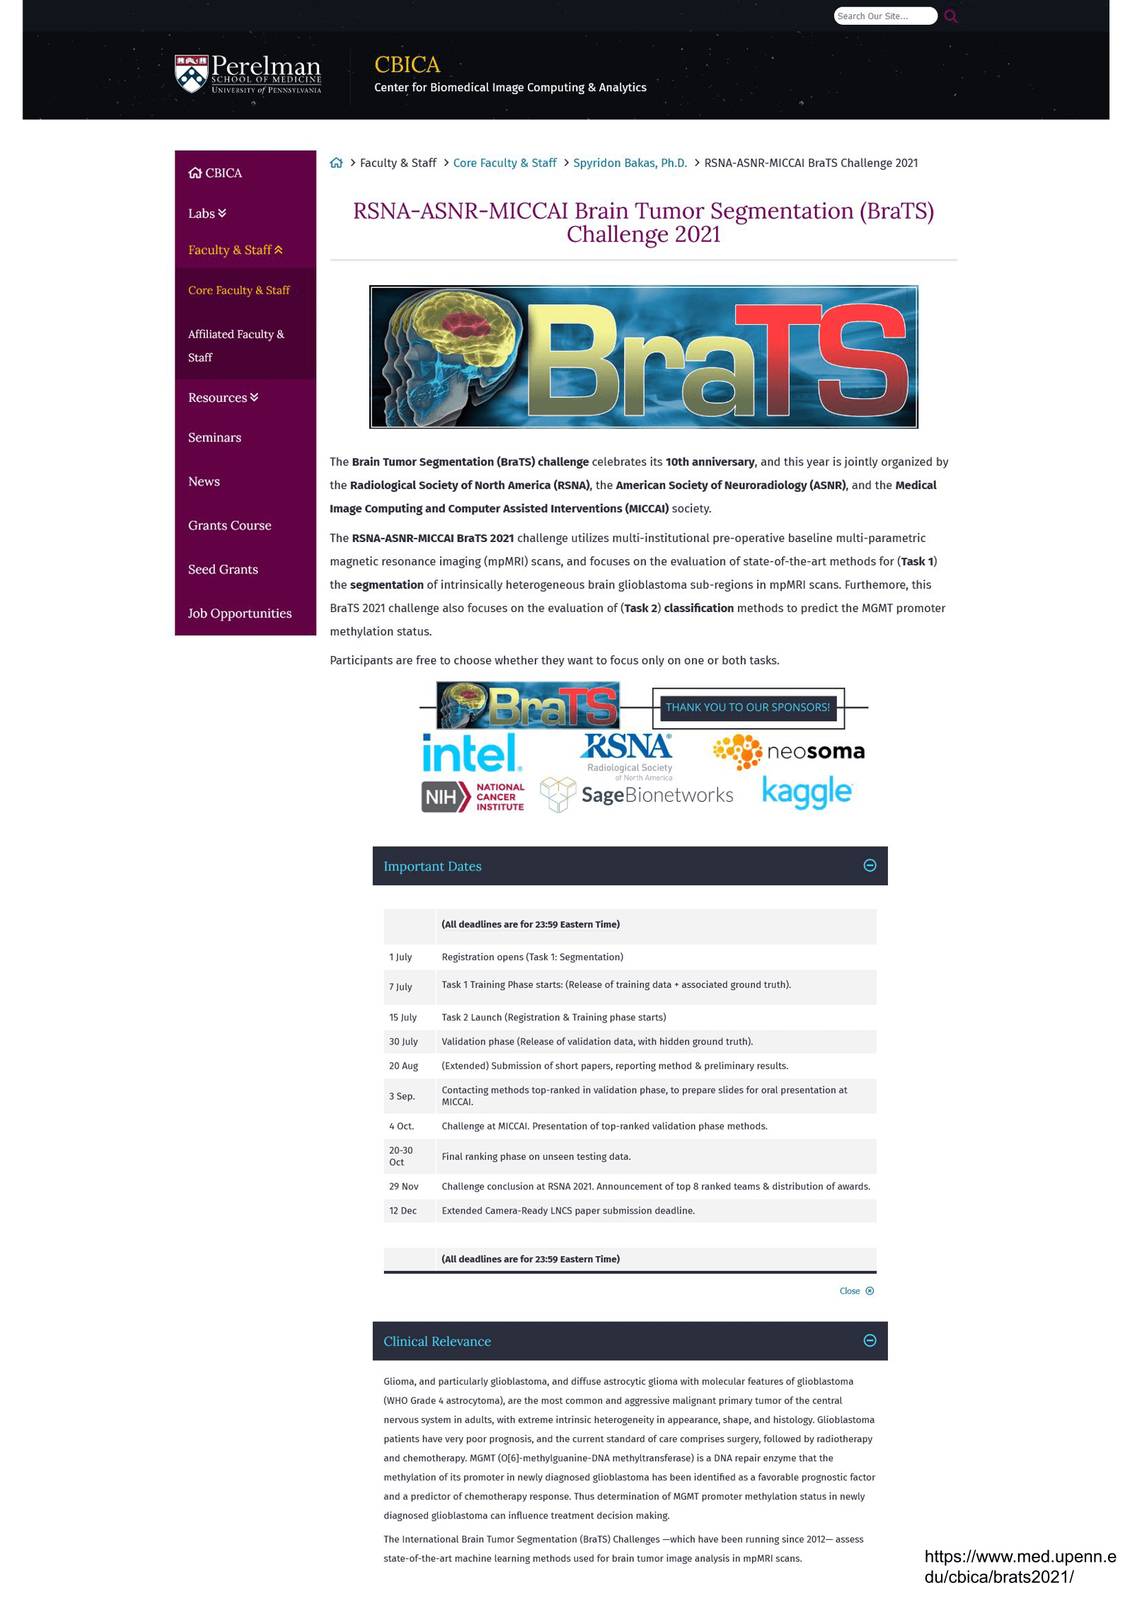 Search Our Site...
Perelman
SCHOOL OF MEDICINE
UNIVERSITY of PENNSYLVANIA
CBICA
Center for Biomedical Image Computing & Analytics
CBICA
Labs
Faculty & Staff
Core Faculty & Staff
Affiliated Faculty &
Staff
Resources
Seminars
News
Grants Course
Seed Grants
Job Opportunities
> Faculty & Staff > Core Faculty & Staff > Spyridon Bakas, Ph.D. > RSNA-ASNR-MICCAI BraTS Challenge 2021
RSNA-ASNR-MICCAI Brain Tumor Segmentation (BraTS)
Challenge 2021
BraTS
The Brain Tumor Segmentation (BraTS) challenge celebrates its 10th anniversary, and this year is jointly organized by
the Radiological Society of North America (RSNA), the American Society of Neuroradiology (ASNR), and the Medical
Image Computing and Computer Assisted Interventions (MICCAI) society.
The RSNA-ASNR-MICCAI BraTS 2021 challenge utilizes multi-institutional pre-operative baseline multi-parametric
magnetic resonance imaging (mpMRI) scans, and focuses on the evaluation of state-of-the-art methods for (Task 1)
the segmentation of intrinsically heterogeneous brain glioblastoma sub-regions in mpMRI scans. Furthemore, this
BraTS 2021 challenge also focuses on the evaluation of (Task 2) classification methods to predict the MGMT promoter
methylation status.
Participants are free to choose whether they want to focus only on one or both tasks.
BraTS
THANK YOU TO OUR SPONSORS!
intel.
RSNA®
Radiological Society
of North America
neosoma
NIH NATIONAL
CANCER
INSTITUTE
SageBionetworks
kaggle
Important Dates
(All deadlines are for 23:59 Eastern Time)
1 July Registration opens (Task 1: Segmentation)
7 July Task 1 Training Phase starts: (Release of training data + associated ground truth).
15 July Task 2 Launch (Registration & Training phase starts)
30 July Validation phase (Release of validation data, with hidden ground truth).
20 Aug (Extended) Submission of short papers, reporting method & preliminary results.
3 Sep. Contacting methods top-ranked in validation phase, to prepare slides for oral presentation at
MICCAI.
4 Oct. Challenge at MICCAI. Presentation of top-ranked validation phase methods.
20-30
Oct Final ranking phase on unseen testing data.
29 Nov Challenge conclusion at RSNA 2021. Announcement of top 8 ranked teams & distribution of awards.
12 Dec Extended Camera-Ready LNCS paper submission deadline.
(All deadlines are for 23:59 Eastern Time)
Close
Clinical Relevance
Glioma, and particularly glioblastoma, and diffuse astrocytic glioma with molecular features of glioblastoma
(WHO Grade 4 astrocytoma), are the most common and aggressive malignant primary tumor of the central
nervous system in adults, with extreme intrinsic heterogeneity in appearance, shape, and histology. Glioblastoma
patients have very poor prognosis, and the current standard of care comprises surgery, followed by radiotherapy
and chemotherapy. MGMT (O[6]-methylguanine-DNA methyltransferase) is a DNA repair enzyme that the
methylation of its promoter in newly diagnosed glioblastoma has been identified as a favorable prognostic factor
and a predictor of chemotherapy response. Thus determination of MGMT promoter methylation status in newly
diagnosed glioblastoma can influence treatment decision making.
The International Brain Tumor Segmentation (BraTS) Challenges —which have been running since 2012— assess
state-of-the-art machine learning methods used for brain tumor image analysis in mpMRI scans.
https://www.med.upenn.e
du/cbica/brats2021/